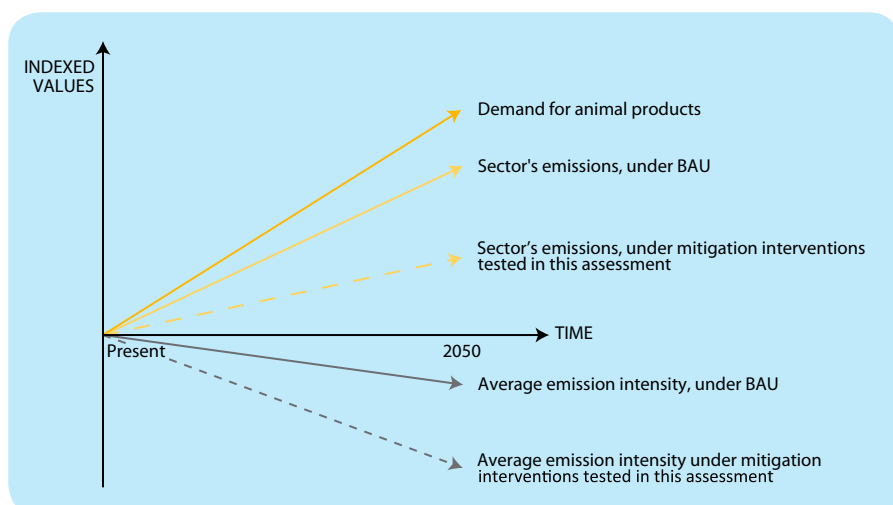 INDEXED
VALUES
Demand for animal products
Sector's emissions, under BAU
Sector’s emissions, under mitigation interventions
tested in this assessment
TIME
Present
2050
Average emission intensity, under BAU
Average emission intensity under mitigation
interventions tested in this assessment